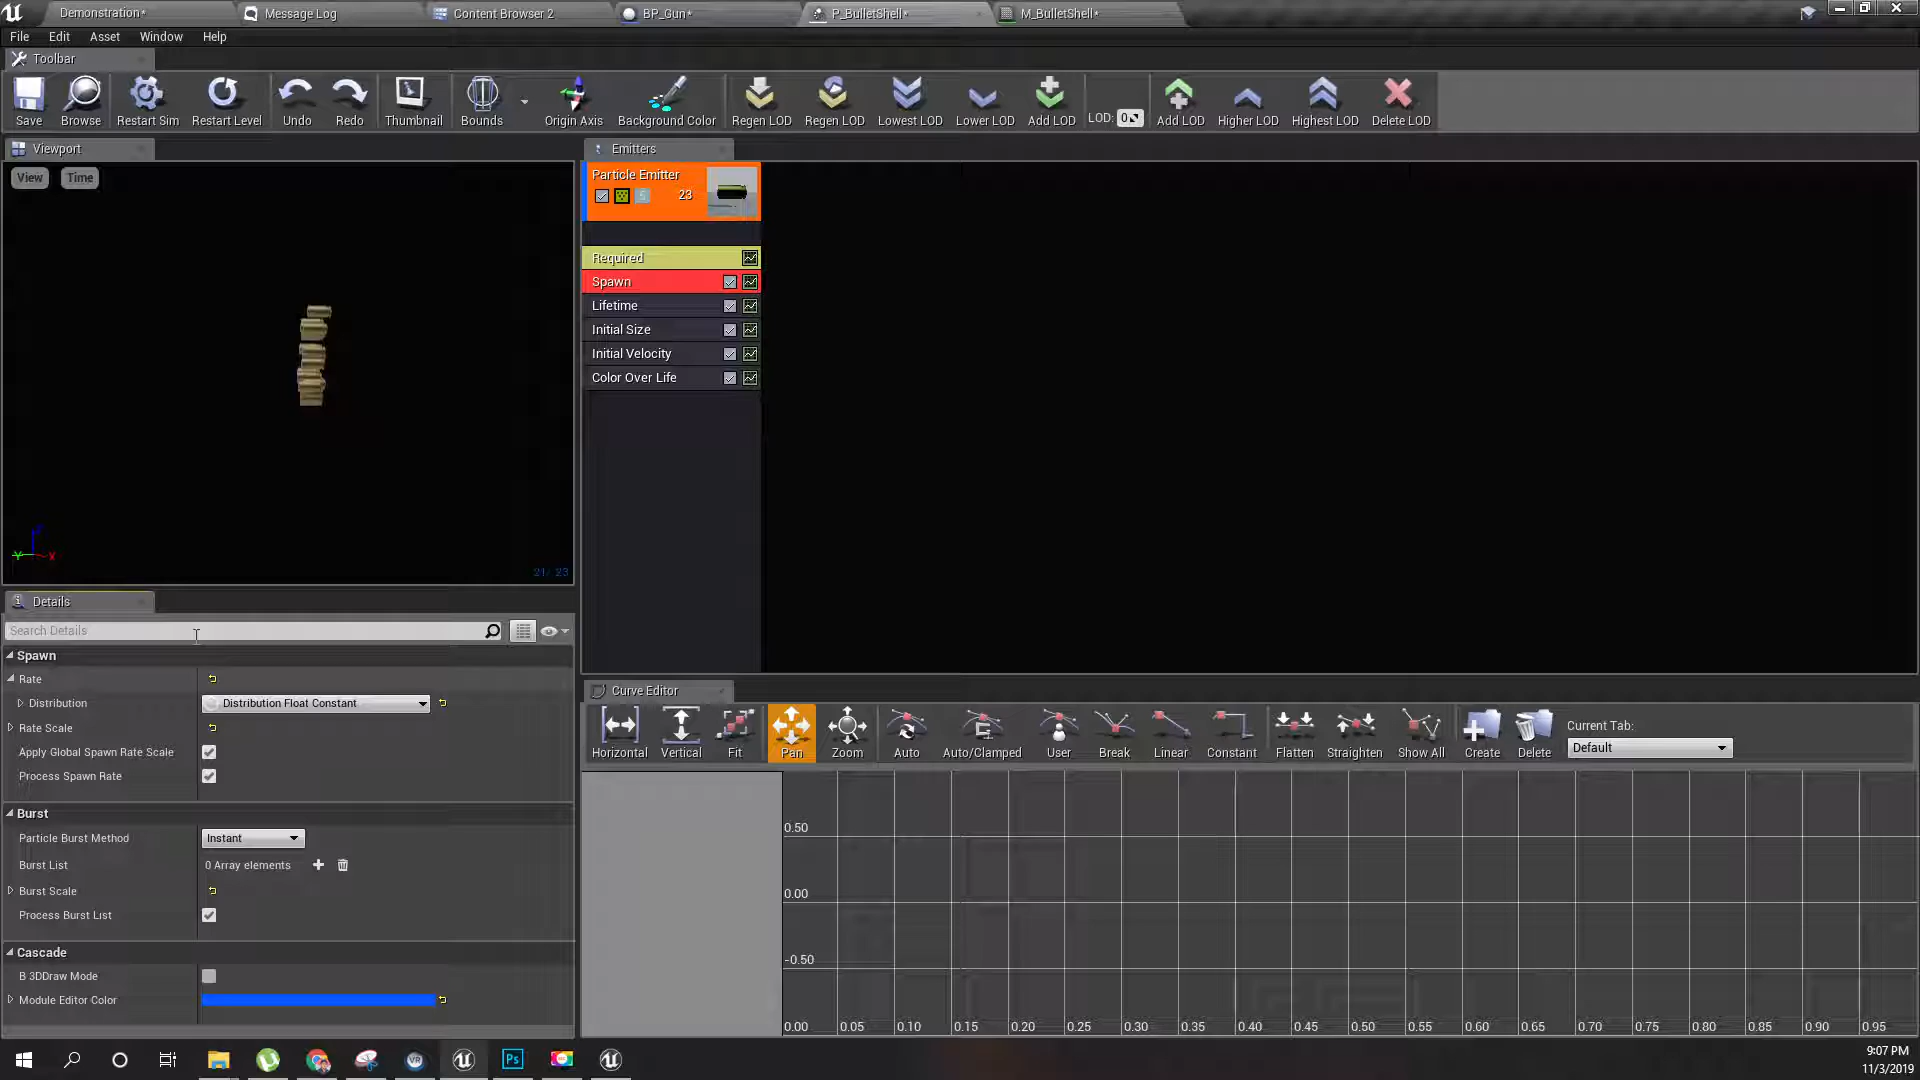 Demonstration*
Message Log
Content Browser 2
BP_Gun*
P_BulletShell*
M_BulletShell*
File Edit Asset Window Help
Toolbar
Save
Browse
Restart Sim
Restart Level
Undo
Redo
Thumbnail
Bounds
Origin Axis
Background Color
Regen LOD
Regen LOD
Lowest LOD
Lower LOD
Add LOD
LOD: 0
Add LOD
Higher LOD
Highest LOD
Delete LOD
Viewport
View
Time
21/ 23
Emitters
Particle Emitter
23
Required
Spawn
Lifetime
Initial Size
Initial Velocity
Color Over Life
Details
Search Details
Spawn
Rate
Distribution
Distribution Float Constant
Rate Scale
Apply Global Spawn Rate Scale
Process Spawn Rate
Burst
Particle Burst Method
Instant
Burst List
0 Array elements
Burst Scale
Process Burst List
Cascade
B 3DDraw Mode
Module Editor Color
Curve Editor
Horizontal
Vertical
Fit
Pan
Zoom
Auto
Auto/Clamped
User
Break
Linear
Constant
Flatten
Straighten
Show All
Create
Delete
Current Tab:
Default
0.50
0.00
-0.50
0.00 0.05 0.10 0.15 0.20 0.25 0.30 0.35 0.40 0.45 0.50 0.55 0.60 0.65 0.70 0.75 0.80 0.85 0.90 0.95
Ps
9:07 PM
11/3/2019